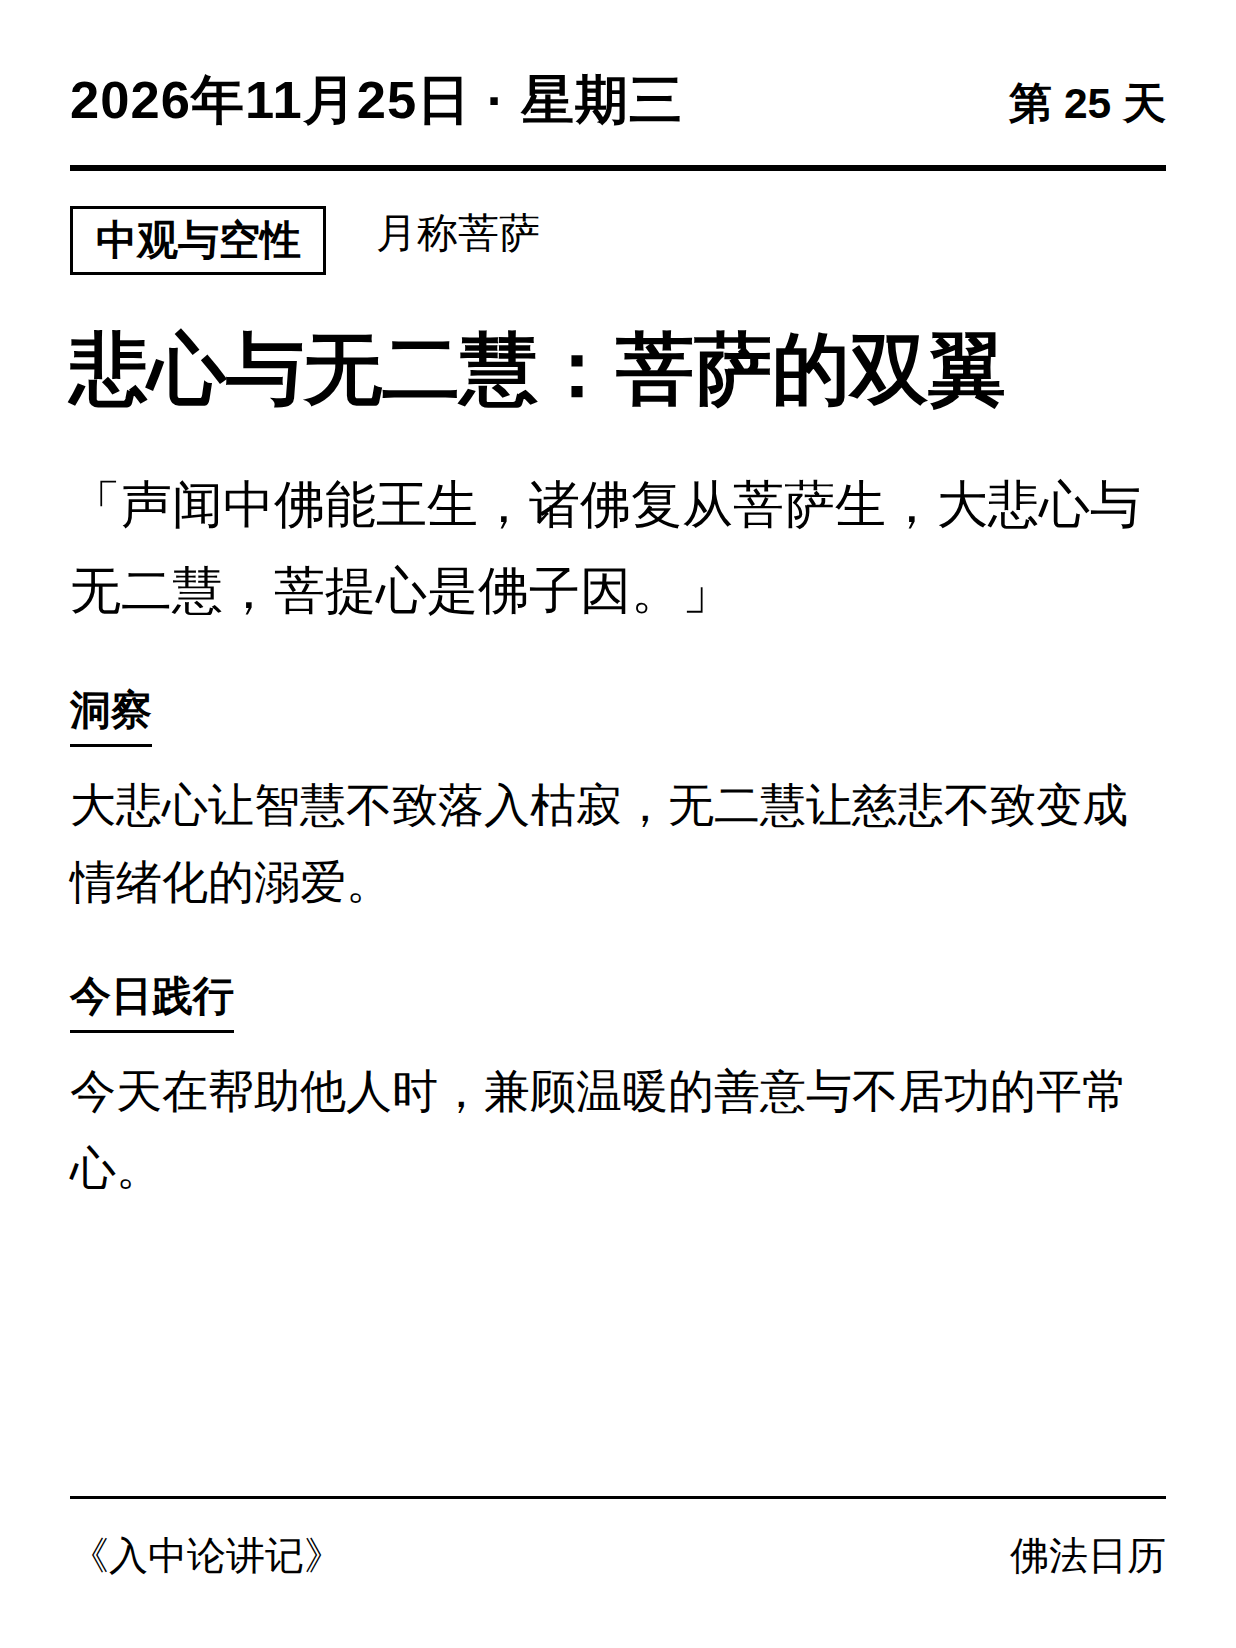 2026年11月25日 · 星期三
第 25 天
中观与空性
月称菩萨
悲心与无二慧：菩萨的双翼
「声闻中佛能王生，诸佛复从菩萨生，大悲心与
无二慧，菩提心是佛子因。」
洞察
大悲心让智慧不致落入枯寂，无二慧让慈悲不致变成
情绪化的溺爱。
今日践行
今天在帮助他人时，兼顾温暖的善意与不居功的平常
心。
《入中论讲记》
佛法日历